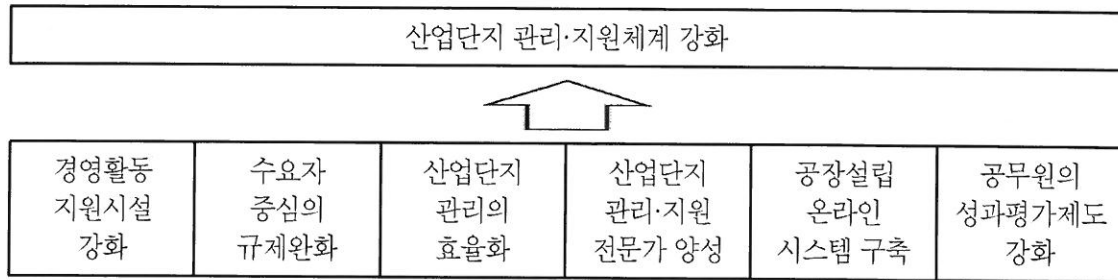 산업단지 관리·지원체계 강화
경영활동
지원시설
강화
수요자
중심의
규제완화
산업단지
관리의
효율화
산업단지
관리·지원
전문가 양성
공장설립
온라인
시스템 구축
공무원의
성과평가제도
강화